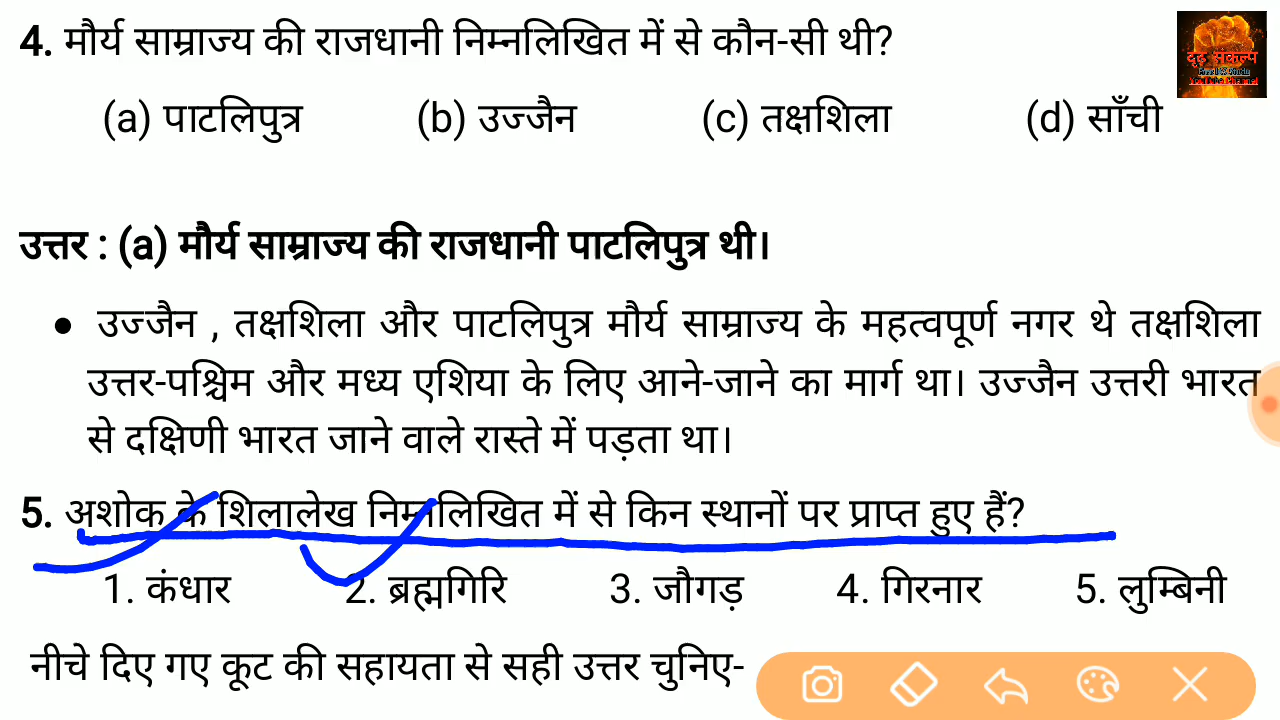 4. मौर्य साम्राज्य की राजधानी निम्नलिखित में से कौन-सी थी?
दृढ़ संकल्प
(a) पाटलिपुत्र (b) उज्जैन (c) तक्षशिला (d) साँची
उत्तर : (a) मौर्य साम्राज्य की राजधानी पाटलिपुत्र थी।
● उज्जैन , तक्षशिला और पाटलिपुत्र मौर्य साम्राज्य के महत्वपूर्ण नगर थे तक्षशिला
उत्तर-पश्चिम और मध्य एशिया के लिए आने-जाने का मार्ग था। उज्जैन उत्तरी भारत
से दक्षिणी भारत जाने वाले रास्ते में पड़ता था।
5. अशोक के शिलालेख निम्नलिखित में से किन स्थानों पर प्राप्त हुए हैं?
1. कंधार 2. ब्रह्मगिरि 3. जौगड़ 4. गिरनार 5. लुम्बिनी
नीचे दिए गए कूट की सहायता से सही उत्तर चुनिए-